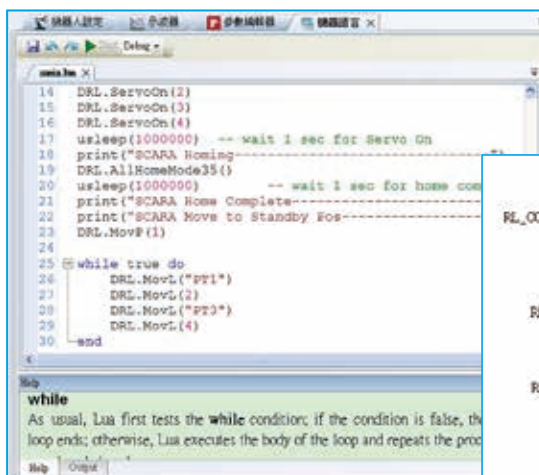 機器人設定 示波器 參數編輯器 機器語言
Debug
main.lua
14 DRL.ServoOn(2)
15 DRL.ServoOn(3)
16 DRL.ServoOn(4)
17 usleep(1000000) -- wait 1 sec for Servo On
18 print("SCARA Homing-----------------------------------")
19 DRL.AllHomeMode35()
20 usleep(1000000) -- wait 1 sec for home com
21 print("SCARA Home Complete-----------------------
22 print("SCARA Move to Standby Pos-----------------
23 DRL.MovP(1)
24
25 while true do
26 DRL.MovL("PT1")
27 DRL.MovL(2)
28 DRL.MovL("PT3")
29 DRL.MovL(4)
30 end
Help
while
As usual, Lua first tests the while condition; if the condition is false, the
loop ends; otherwise, Lua executes the body of the loop and repeats the proc
Help Output
RL_CO